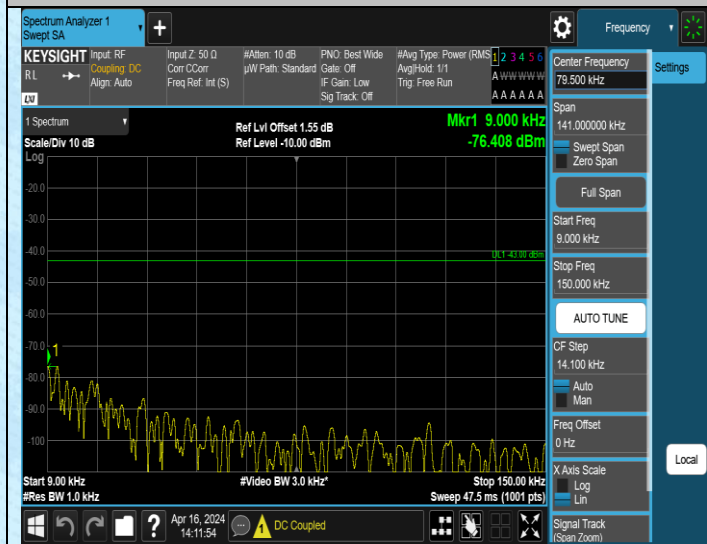 Spectrum Analyzer 1
Swept SA
+
Frequency
KEYSIGHT
RL
LXI
Input: RF
Coupling: DC
Align: Auto
Input Z: 50 Ω
Corr CCorr
Freq Ref: Int (S)
#Atten: 10 dB
µW Path: Standard
PNO: Best Wide
Gate: Off
IF Gain: Low
Sig Track: Off
#Avg Type: Power (RMS
Avg|Hold: 1/1
Trig: Free Run
1 2 3 4 5 6
A W W W W W
A A A A A A
Center Frequency
79.500 kHz
Settings
Span
141.000000 kHz
Swept Span
Zero Span
Full Span
Start Freq
9.000 kHz
Stop Freq
150.000 kHz
AUTO TUNE
CF Step
14.100 kHz
Auto
Man
Freq Offset
0 Hz
X Axis Scale
Log
Lin
Signal Track
(Span Zoom)
Local
1 Spectrum
Scale/Div 10 dB
Log
Ref Lvl Offset 1.55 dB
Ref Level -10.00 dBm
Mkr1 9.000 kHz
-76.408 dBm
-20.0
-30.0
-40.0
DL1 -43.00 dBm
-50.0
-60.0
-70.0
1
-80.0
-90.0
-100
Start 9.00 kHz
#Video BW 3.0 kHz*
Stop 150.00 kHz
#Res BW 1.0 kHz
Sweep 47.5 ms (1001 pts)
?
Apr 16, 2024
14:11:54
DC Coupled